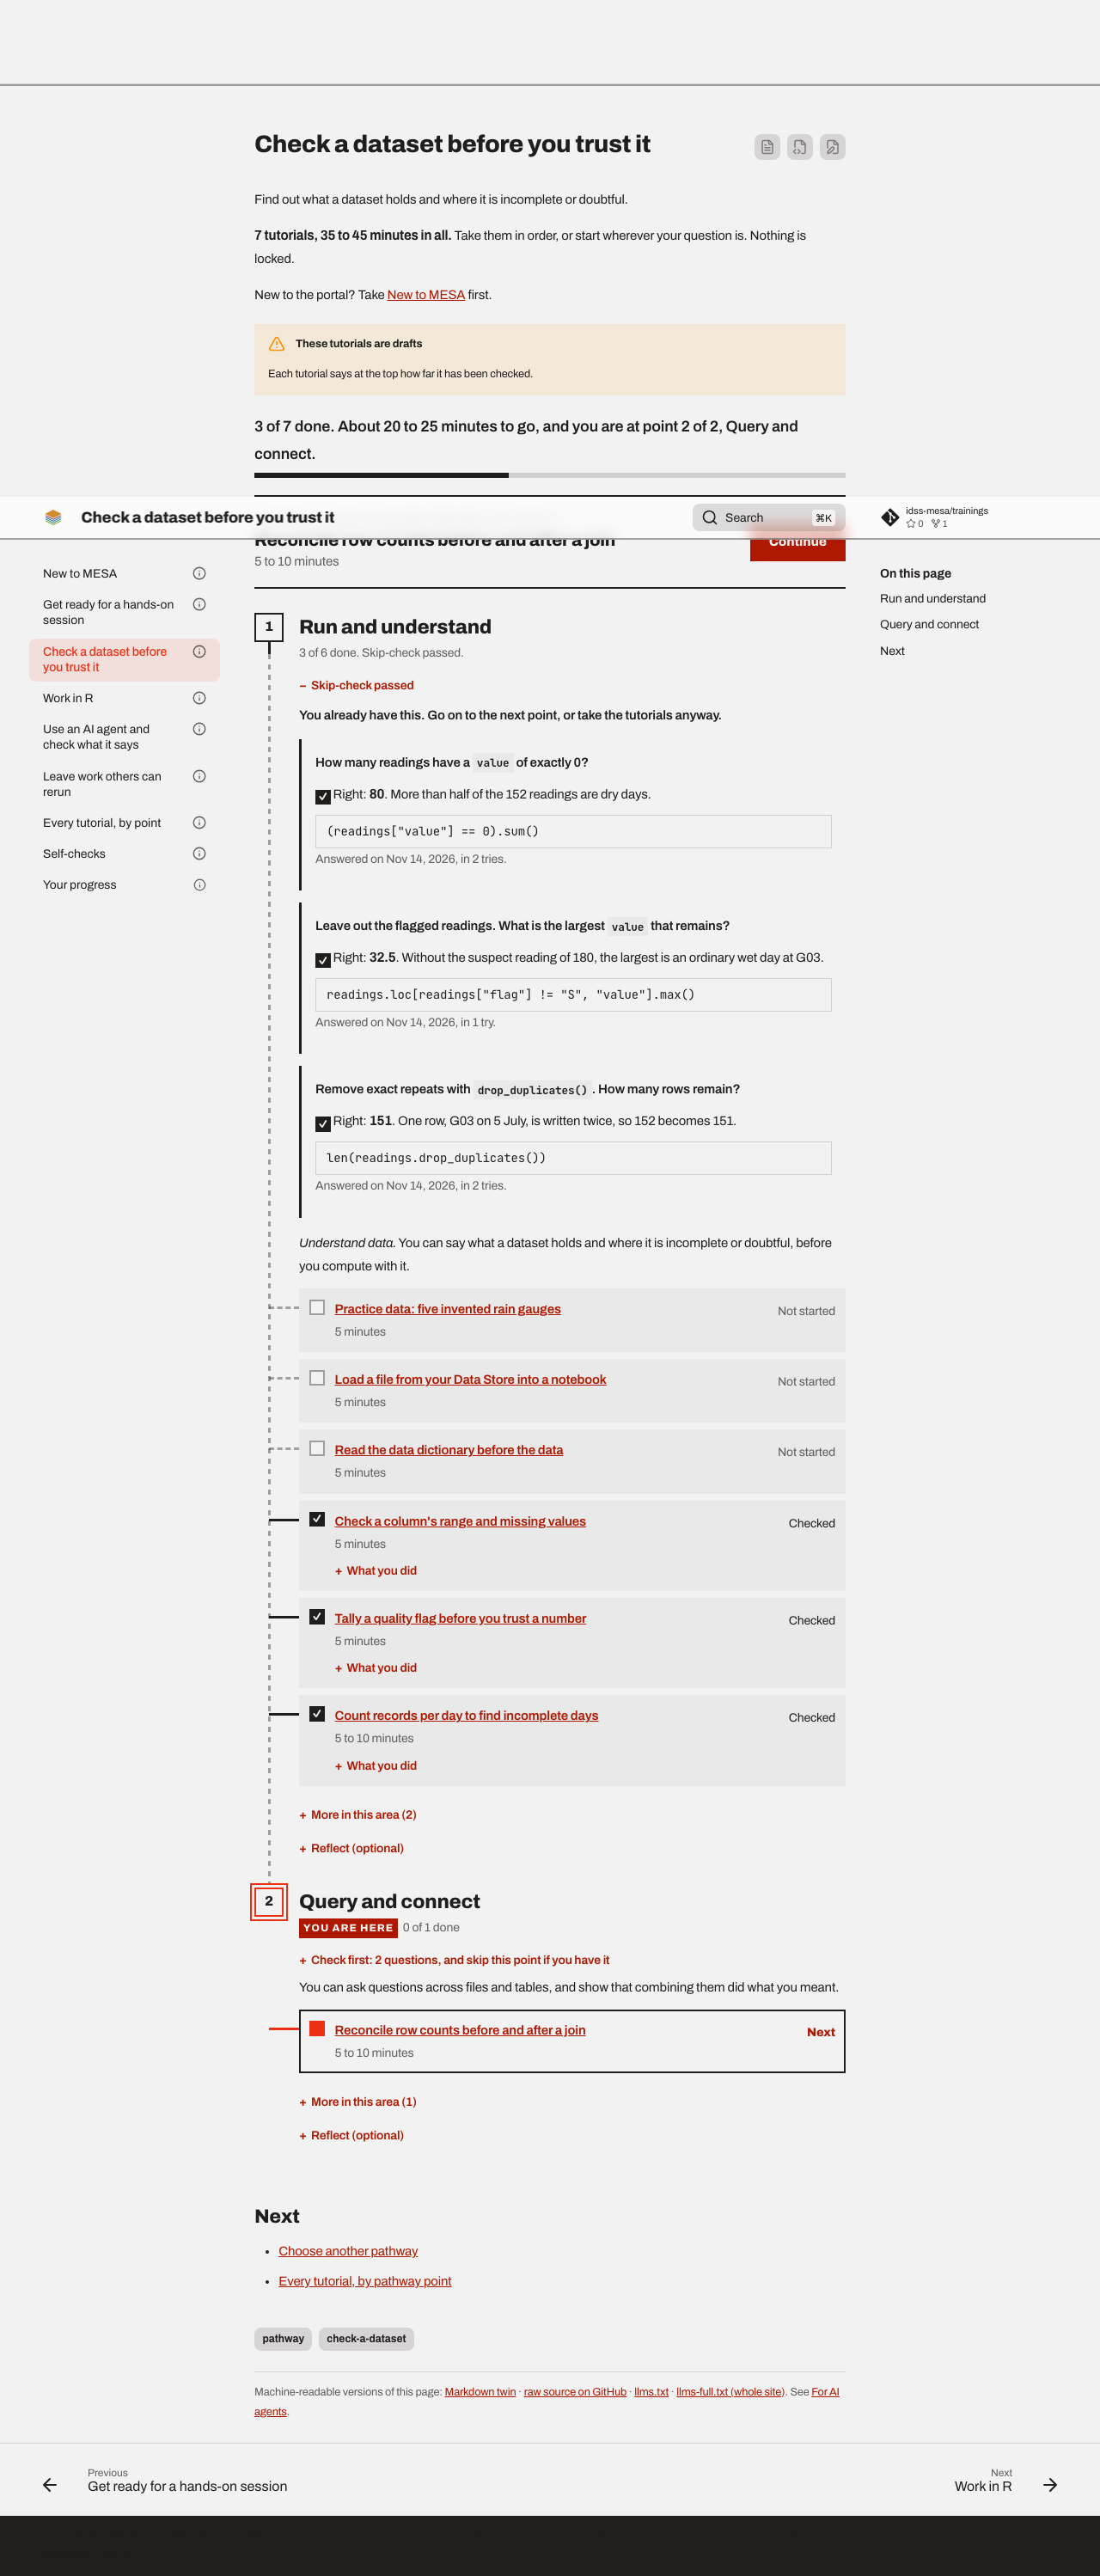 Check a dataset before you trust it
Find out what a dataset holds and where it is incomplete or doubtful.
7 tutorials, 35 to 45 minutes in all. Take them in order, or start wherever your question is. Nothing is
locked.
New to the portal? Take New to MESA first.
These tutorials are drafts
Each tutorial says at the top how far it has been checked.
3 of 7 done. About 20 to 25 minutes to go, and you are at point 2 of 2, Query and
connect.
Check a dataset before you trust it
Search
⌘K
idss-mesa/trainings
0 1
Reconcile row counts before and after a join
5 to 10 minutes
Continue
New to MESA
Get ready for a hands-on
session
Check a dataset before
you trust it
Work in R
Use an AI agent and
check what it says
Leave work others can
rerun
Every tutorial, by point
Self-checks
Your progress
On this page
Run and understand
Query and connect
Next
1
Run and understand
3 of 6 done. Skip-check passed.
– Skip-check passed
You already have this. Go on to the next point, or take the tutorials anyway.
How many readings have a value of exactly 0?
Right: 80. More than half of the 152 readings are dry days.
(readings["value"] == 0).sum()
Answered on Nov 14, 2026, in 2 tries.
Leave out the flagged readings. What is the largest value that remains?
Right: 32.5. Without the suspect reading of 180, the largest is an ordinary wet day at G03.
readings.loc[readings["flag"] != "S", "value"].max()
Answered on Nov 14, 2026, in 1 try.
Remove exact repeats with drop_duplicates(). How many rows remain?
Right: 151. One row, G03 on 5 July, is written twice, so 152 becomes 151.
len(readings.drop_duplicates())
Answered on Nov 14, 2026, in 2 tries.
Understand data. You can say what a dataset holds and where it is incomplete or doubtful, before
you compute with it.
Practice data: five invented rain gauges
Not started
5 minutes
Load a file from your Data Store into a notebook
Not started
5 minutes
Read the data dictionary before the data
Not started
5 minutes
Check a column's range and missing values
Checked
5 minutes
+ What you did
Tally a quality flag before you trust a number
Checked
5 minutes
+ What you did
Count records per day to find incomplete days
Checked
5 to 10 minutes
+ What you did
+ More in this area (2)
+ Reflect (optional)
2
Query and connect
YOU ARE HERE 0 of 1 done
+ Check first: 2 questions, and skip this point if you have it
You can ask questions across files and tables, and show that combining them did what you meant.
Reconcile row counts before and after a join
Next
5 to 10 minutes
+ More in this area (1)
+ Reflect (optional)
Next
• Choose another pathway
• Every tutorial, by pathway point
pathway
check-a-dataset
Machine-readable versions of this page: Markdown twin · raw source on GitHub · llms.txt · llms-full.txt (whole site). See For AI
agents.
Previous
Get ready for a hands-on session
Next
Work in R